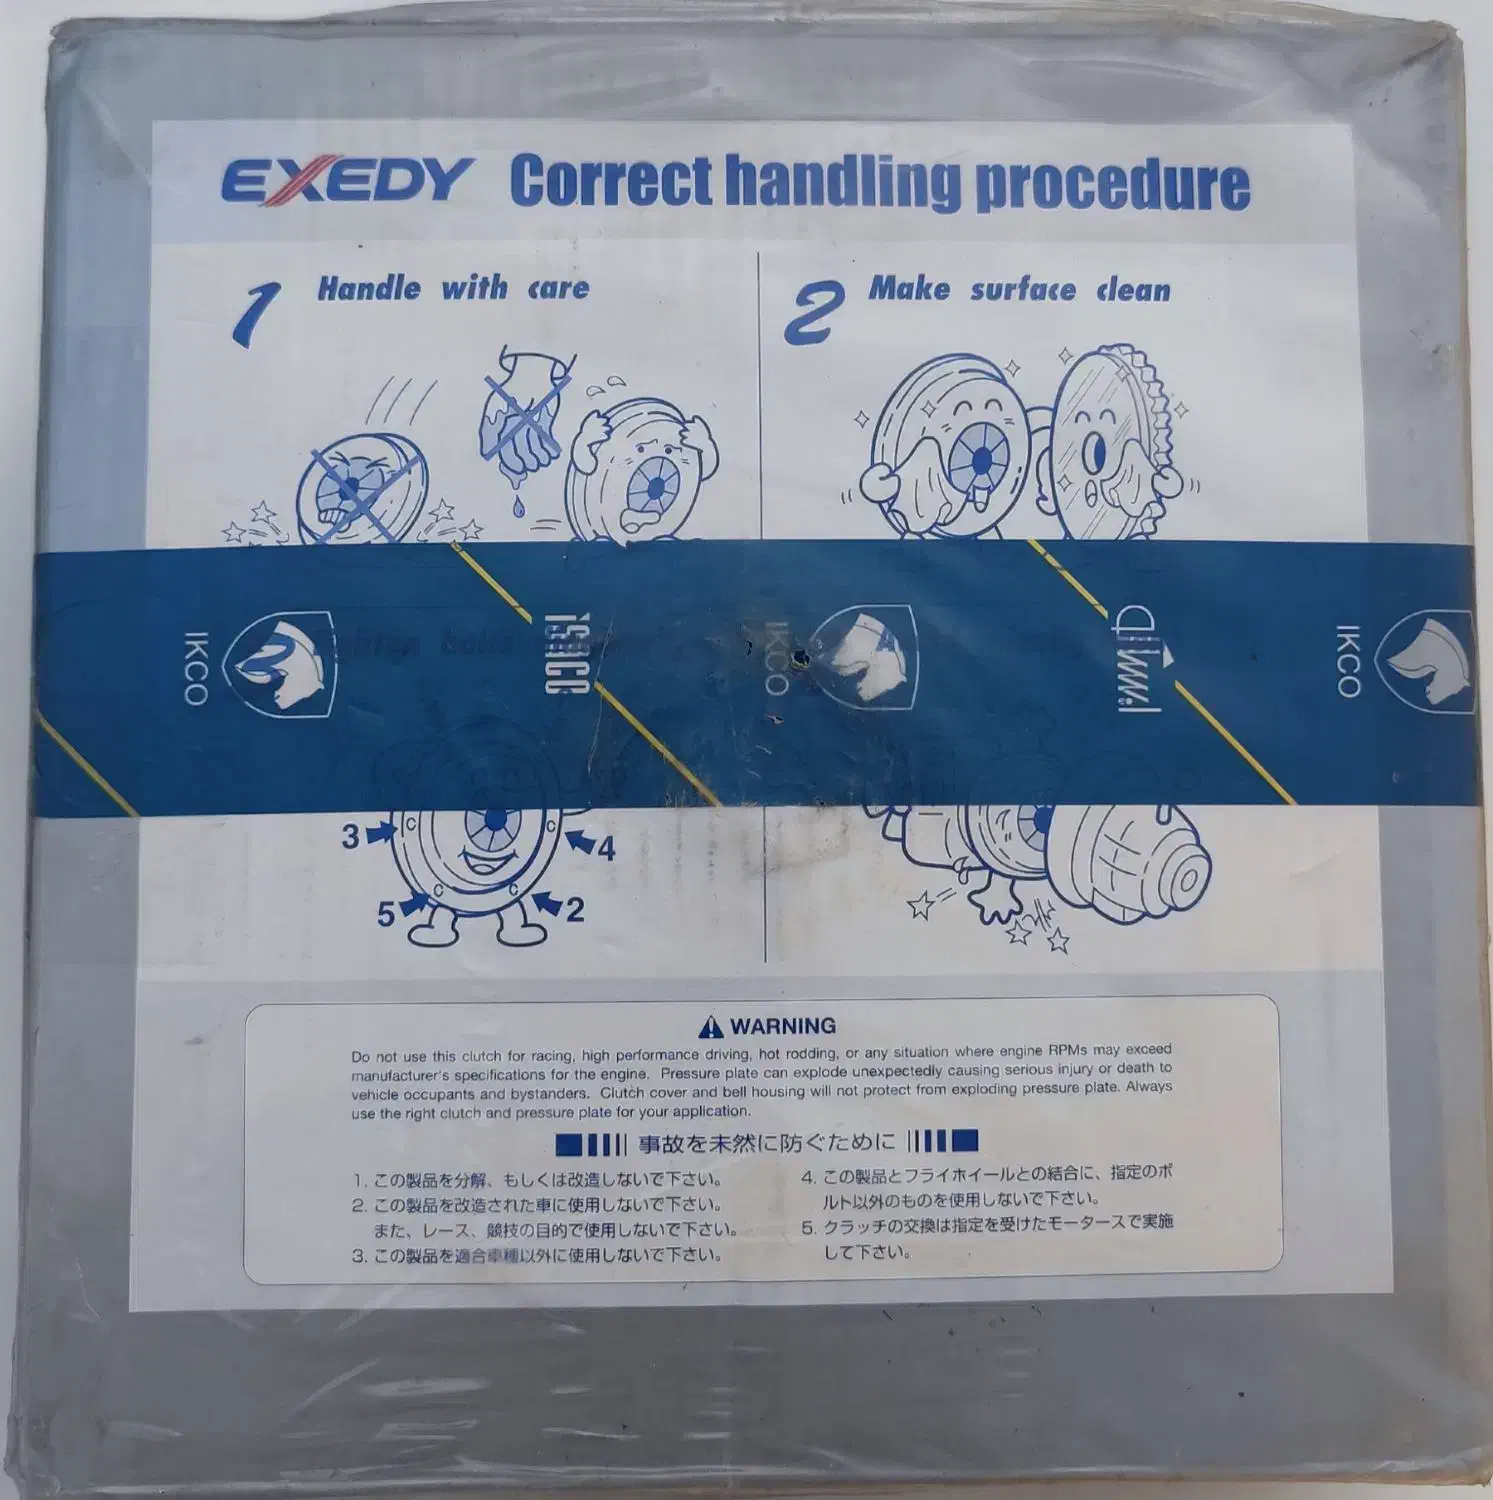 EXEDY Correct handling procedure
1 Handle with care
2 Make surface clean
IKCO
ISACO
IKCO
ایساکو
IKCO
3
4
5
2
WARNING
Do not use this clutch for racing, high performance driving, hot rodding, or any situation where engine RPMs may exceed
manufacturer's specifications for the engine. Pressure plate can explode unexpectedly causing serious injury or death to
vehicle occupants and bystanders. Clutch cover and bell housing will not protect from exploding pressure plate. Always
use the right clutch and pressure plate for your application.
事故を未然に防ぐために
1. この製品を分解、もしくは改造しないで下さい。
2. この製品を改造された車に使用しないで下さい。
また、レース、競技の目的で使用しないで下さい。
3. この製品を適合車種以外に使用しないで下さい。
4. この製品とフライホイールとの結合に、指定のボ
ルト以外のものを使用しないで下さい。
5. クラッチの交換は指定を受けたモータースで実施
して下さい。